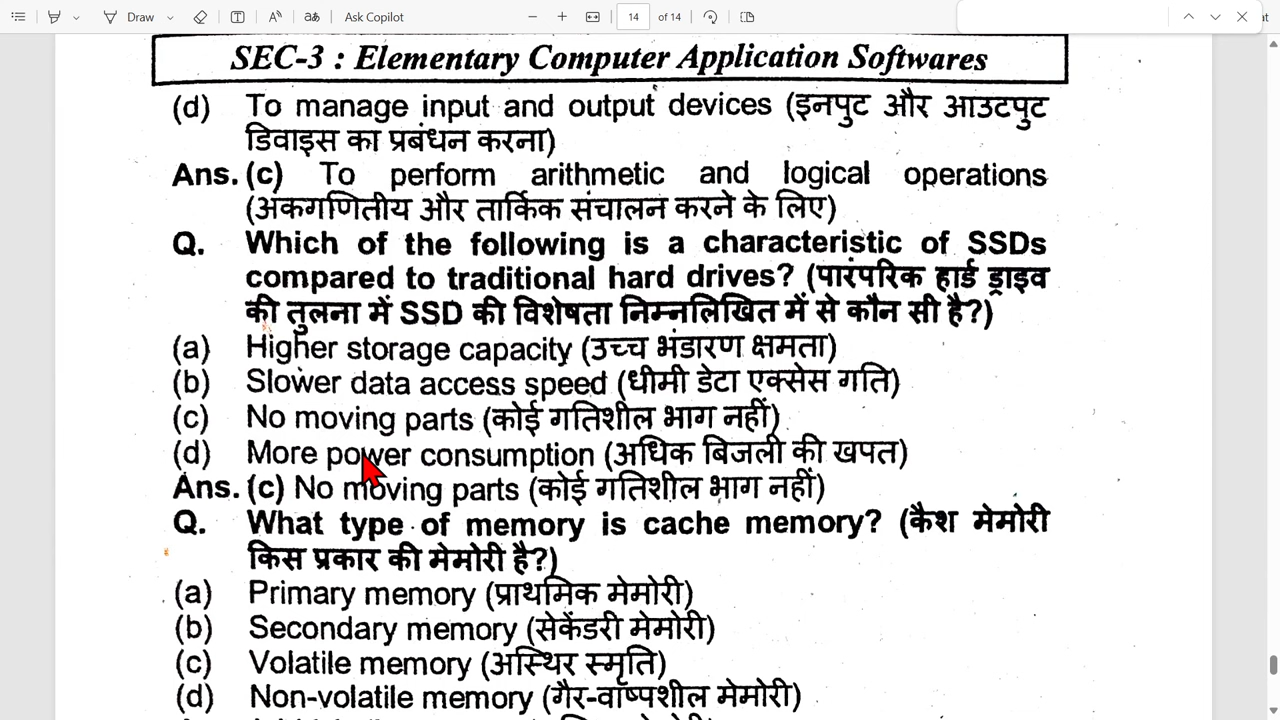 Draw
Ask Copilot
14
of 14
SEC-3 : Elementary Computer Application Softwares
(d) To manage input and output devices (इनपुट और आउटपुट
डिवाइस का प्रबंधन करना)
Ans. (c) To perform arithmetic and logical operations
(अकगणितीय और तार्किक संचालन करने के लिए)
Q. Which of the following is a characteristic of SSDs
compared to traditional hard drives? (पारंपरिक हार्ड ड्राइव
की तुलना में SSD की विशेषता निम्नलिखित में से कौन सी है?)
(a) Higher storage capacity (उच्च भंडारण क्षमता)
(b) Slower data access speed (धीमी डेटा एक्सेस गति)
(c) No moving parts (कोई गतिशील भाग नहीं)
(d) More power consumption (अधिक बिजली की खपत)
Ans. (c) No moving parts (कोई गतिशील भाग नहीं)
Q. What type of memory is cache memory? (कैश मेमोरी
किस प्रकार की मेमोरी है?)
(a) Primary memory (प्राथमिक मेमोरी)
(b) Secondary memory (सेकेंडरी मेमोरी)
(c) Volatile memory (अस्थिर स्मृति)
(d) Non-volatile memory (गैर-वाष्पशील मेमोरी)